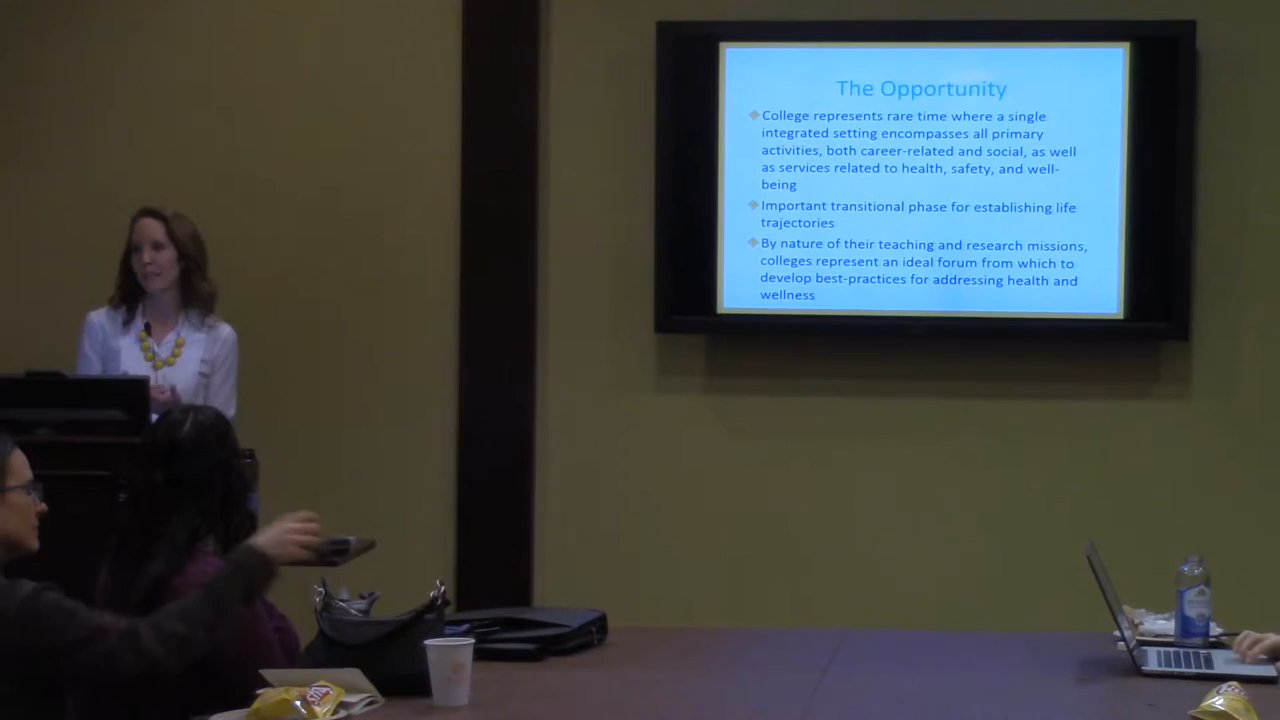 The Opportunity
College represents rare time where a single
integrated setting encompasses all primary
activities, both career-related and social, as well
as services related to health, safety, and well-
being
Important transitional phase for establishing life
trajectories
By nature of their teaching and research missions,
colleges represent an ideal forum from which to
develop best-practices for addressing health and
wellness